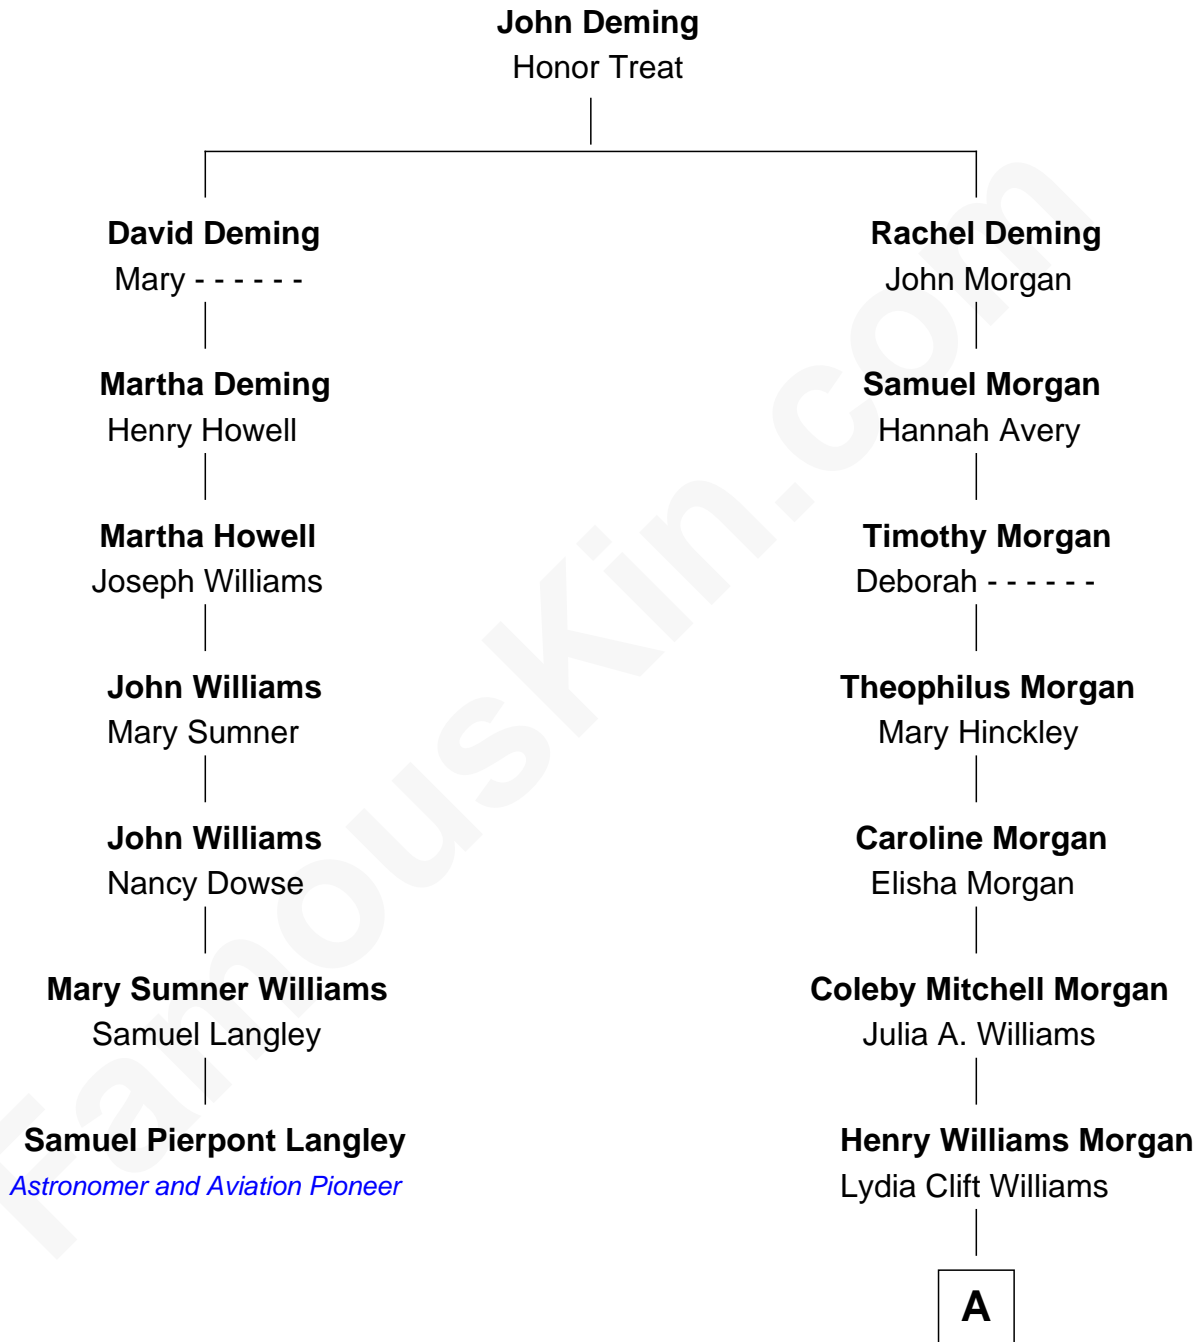 John Deming
Honor Treat
David Deming
Mary - - - - - -
Martha Deming
Henry Howell
Martha Howell
Joseph Williams
John Williams
Mary Sumner
John Williams
Nancy Dowse
Mary Sumner Williams
Samuel Langley
Samuel Pierpont Langley
Astronomer and Aviation Pioneer
Rachel Deming
John Morgan
Samuel Morgan
Hannah Avery
Timothy Morgan
Deborah - - - - - -
Theophilus Morgan
Mary Hinckley
Caroline Morgan
Elisha Morgan
Coleby Mitchell Morgan
Julia A. Williams
Henry Williams Morgan
Lydia Clift Williams
A
FamousKin.com